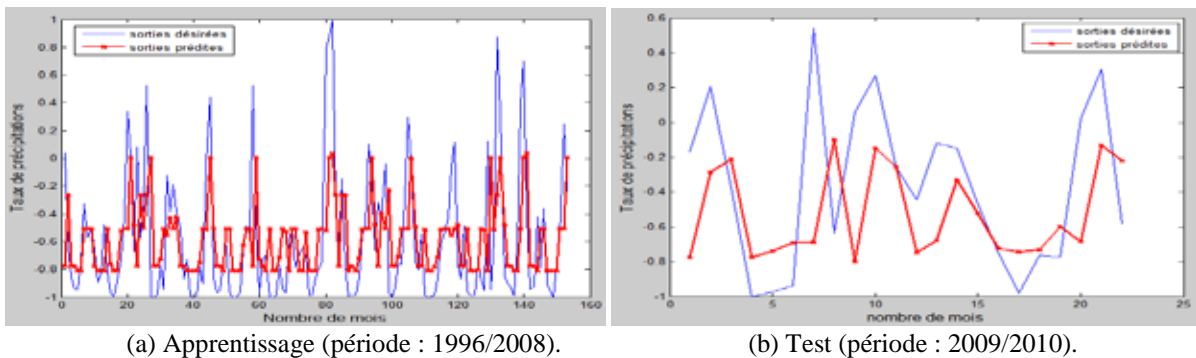 sorties désirées
sorties prédites
Taux de précipitations
1
0.8
0.6
0.4
0.2
0
-0.2
-0.4
-0.6
-0.8
-1
0 20 40 60 80 100 120 140 160
Nombre de mois
(a) Apprentissage (période : 1996/2008).
sorties désirées
sorties prédites
Taux de précipitations
0.6
0.4
0.2
0
-0.2
-0.4
-0.6
-0.8
-1
0 5 10 15 20 25
nombre de mois
(b) Test (période : 2009/2010).